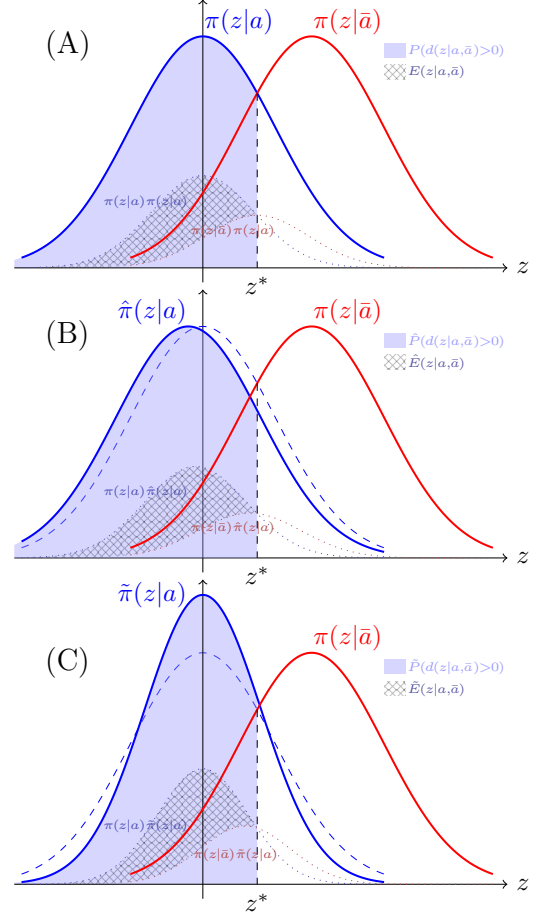 (A)
π(z|a)
π(z|ā)
P(d(z|a,ā)>0)
E(z|a,ā)
π(z|a) π(z|a)
π(z|ā) π(z|a)
z
z*
(B)
π̂(z|a)
π(z|ā)
P̂(d(z|a,ā)>0)
Ê(z|a,ā)
π(z|a) π̂(z|a)
π(z|ā) π̂(z|a)
z
z*
(C)
π̃(z|a)
π(z|ā)
P̃(d(z|a,ā)>0)
Ẽ(z|a,ā)
π(z|a) π̃(z|a)
π(z|ā) π̃(z|a)
z
z*